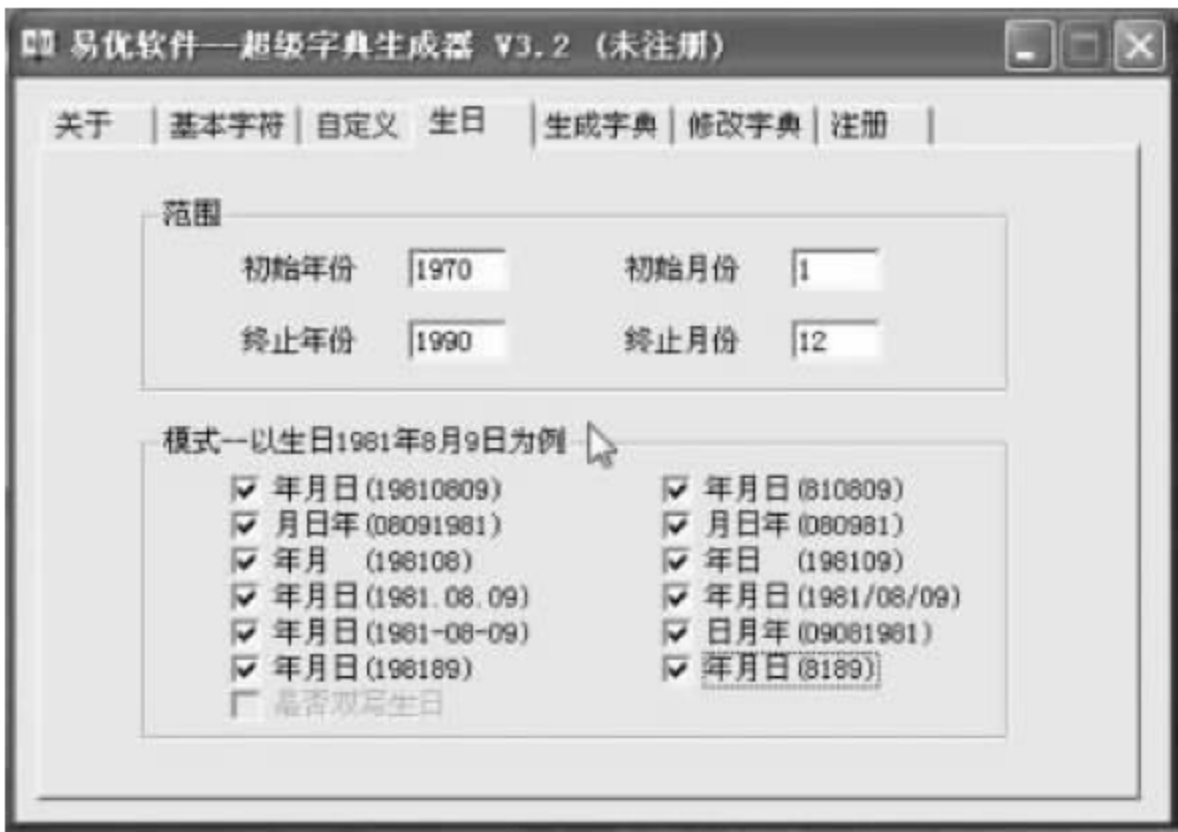 易优软件--超级字典生成器 V3.2 (未注册)
关于 基本字符 自定义 生日 生成字典 修改字典 注册
范围
初始年份 1970 初始月份 1
终止年份 1990 终止月份 12
模式--以生日1981年8月9日为例
年月日(19810809) 年月日(810809)
月日年(08091981) 月日年(080981)
年月 (198108) 年日 (198109)
年月日(1981.08.09) 年月日(1981/08/09)
年月日(1981-08-09) 日月年(09081981)
年月日(198189) 年月日(8189)
是否双写生日